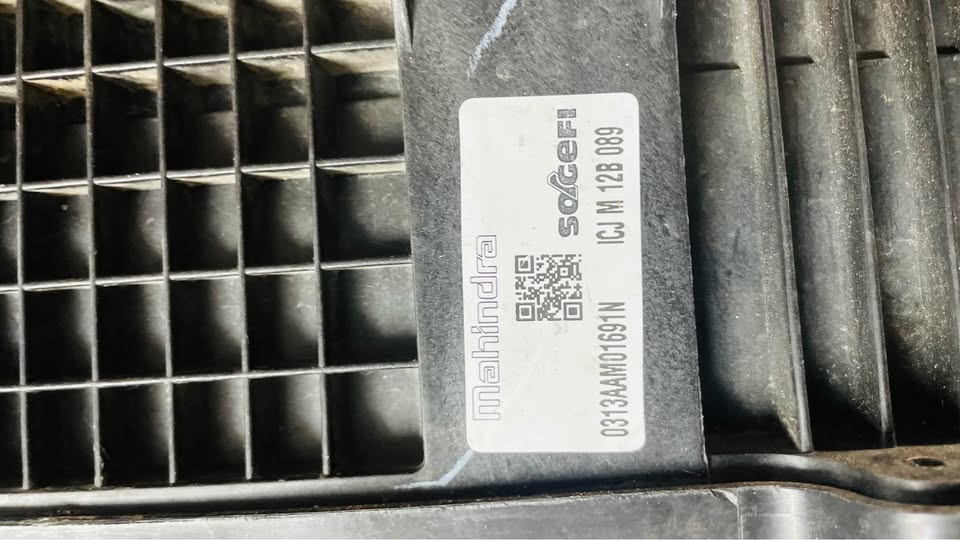 mahindra
SOGEFI
0313AAM01691N
ICJ M 12B 089